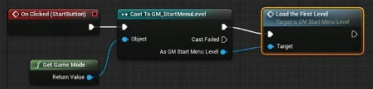 On Clicked (StartButton)
Cast To GM_StartMenuLevel
Object
Cast Failed
As GM Start Menu Level
Get Game Mode
Return Value
Load the First Level
Target is GM Start Menu Level
Target